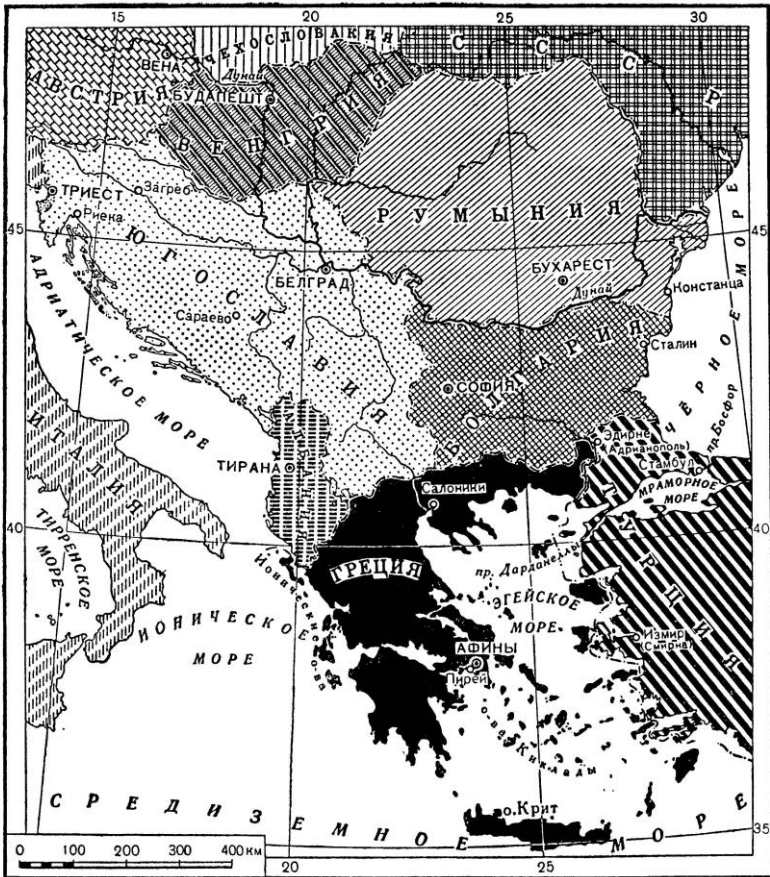 15
20
25
30
ЧЕХОСЛОВАКИЯ
СССР
ВЕНА
Дунай
АВСТРИЯ
БУДАПЕШТ
ВЕНГРИЯ
ТРИЕСТ
Загреб
Риека
РУМЫНИЯ
45
45
ЮГОСЛАВИЯ
БЕЛГРАД
БУХАРЕСТ
Дунай
Констанца
Сараево
Сталин
АДРИАТИЧЕСКОЕ МОРЕ
ЧЁРНОЕ МОРЕ
СОФИЯ
БОЛГАРИЯ
пр.Босфор
ИТАЛИЯ
АЛБАНИЯ
ТИРАНА
Эдирне
(Адрианополь)
Стамбул
МРАМОРНОЕ
МОРЕ
Салоники
40
40
ТИРРЕНСКОЕ
МОРЕ
ТУРЦИЯ
Ионические о-ва
ГРЕЦИЯ
пр. Дарданеллы
ЭГЕЙСКОЕ
МОРЕ
ИОНИЧЕСКОЕ
МОРЕ
Измир
(Смирна)
АФИНЫ
Пирей
о-ва Киклады
о.Крит
СРЕДИЗЕМНОЕ МОРЕ
35
0 100 200 400 км
20
25